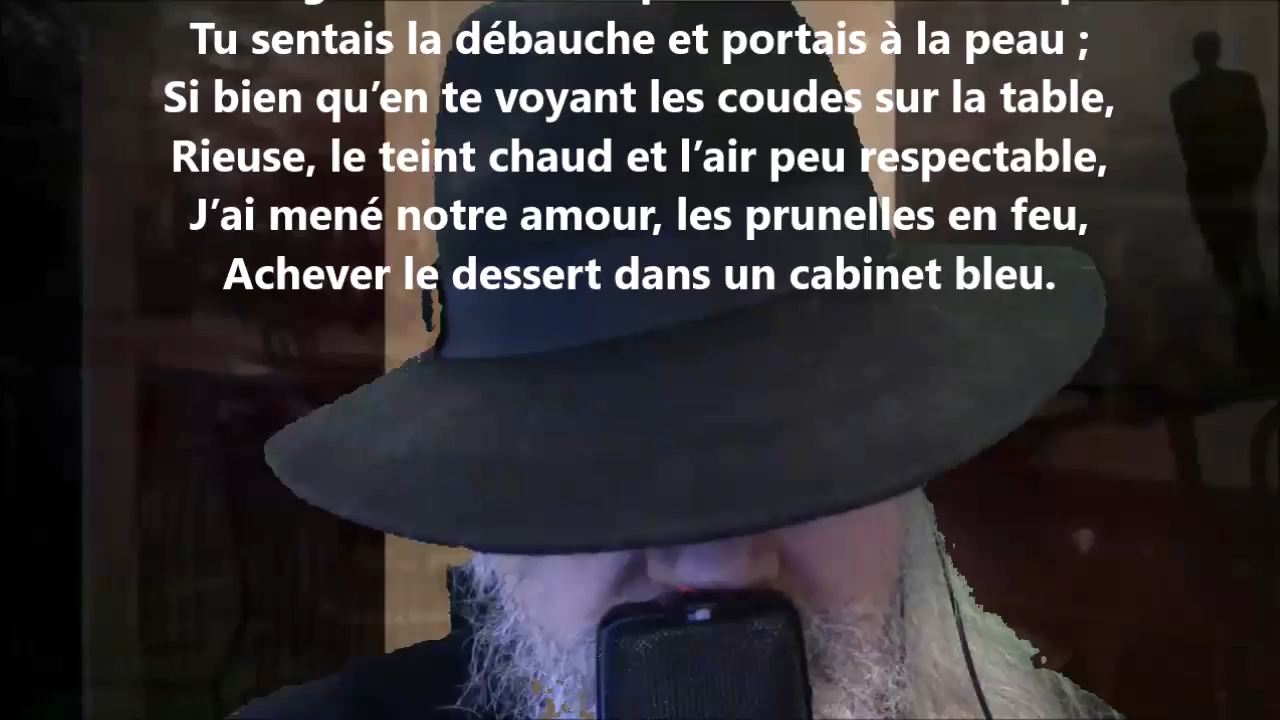 Tu sentais la débauche et portais à la peau ;
Si bien qu’en te voyant les coudes sur la table,
Rieuse, le teint chaud et l’air peu respectable,
J’ai mené notre amour, les prunelles en feu,
Achever le dessert dans un cabinet bleu.